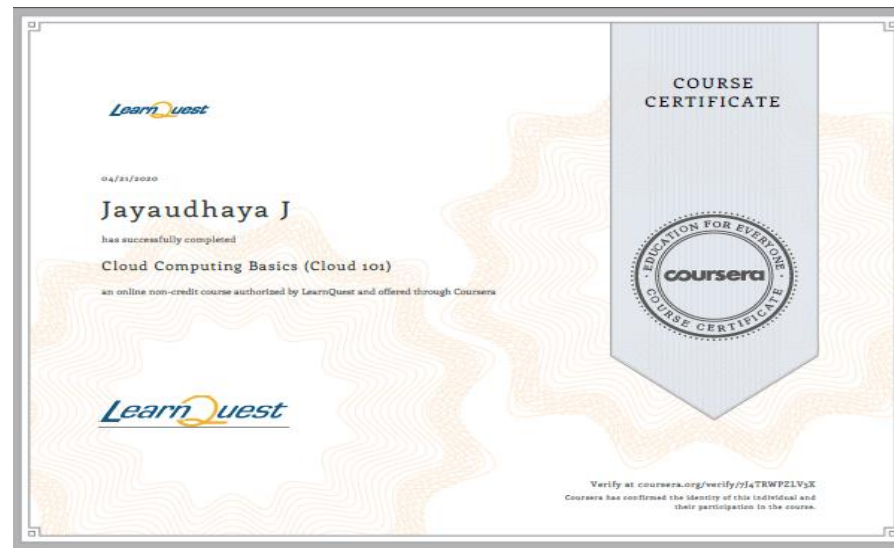 LearnQuest
04/21/2020
Jayaudhaya J
has successfully completed
Cloud Computing Basics (Cloud 101)
an online non-credit course authorized by LearnQuest and offered through Coursera
LearnQuest
COURSE
CERTIFICATE
EDUCATION FOR EVERYONE
coursera
COURSE CERTIFICATE
Verify at coursera.org/verify/7J4TRWPZLV3X
Coursera has confirmed the identity of this individual and
their participation in the course.